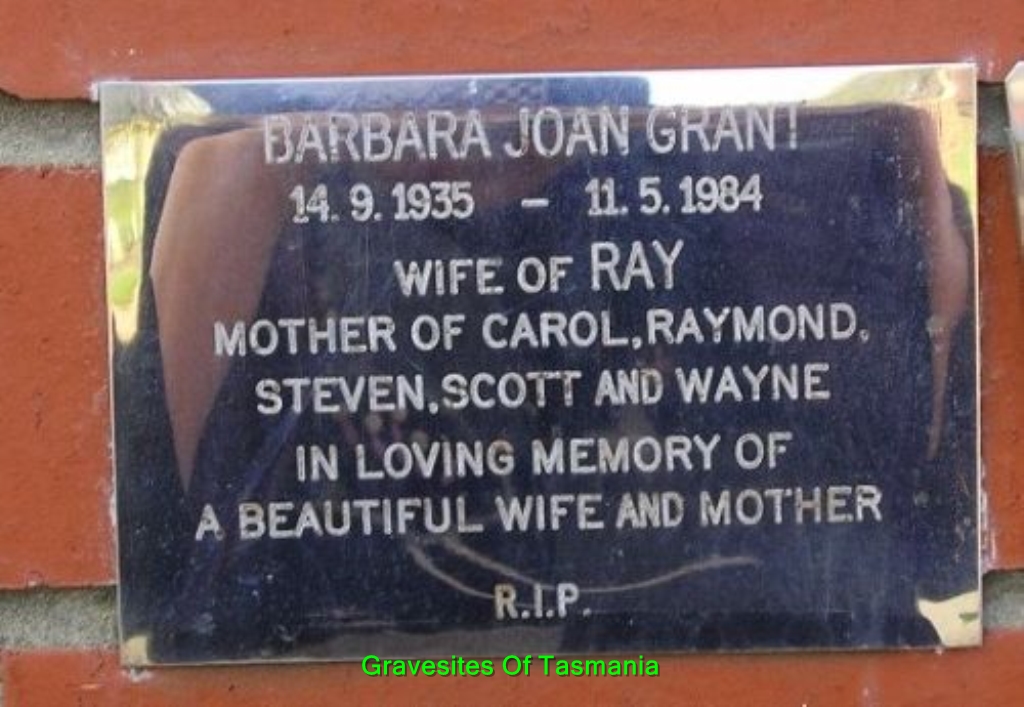 BARBARA JOAN GRANT
14. 9. 1935 – 11. 5. 1984
WIFE OF RAY
MOTHER OF CAROL, RAYMOND,
STEVEN, SCOTT AND WAYNE
IN LOVING MEMORY OF
A BEAUTIFUL WIFE AND MOTHER
R.I.P.
Gravesites Of Tasmania